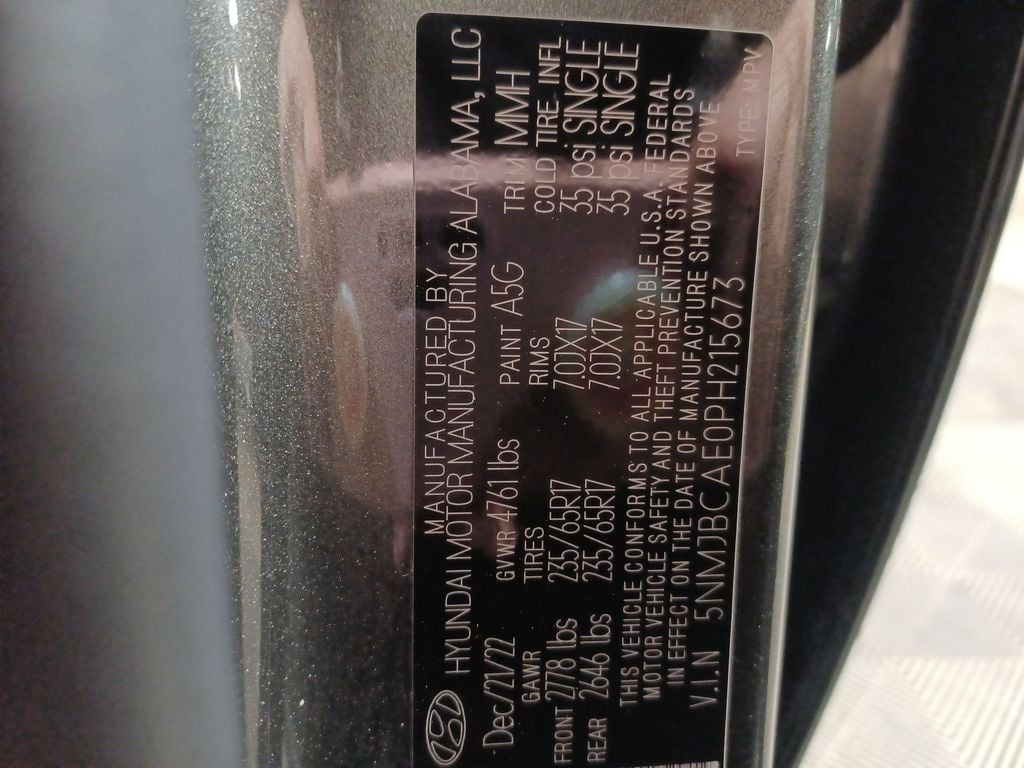 MANUFACTURED BY
HYUNDAI MOTOR MANUFACTURING ALABAMA, LLC
Dec/21/22 GVWR 4761 lbs PAINT A5G TRIM MMH
GAWR TIRES RIMS COLD TIRE INFL
FRONT 2778 lbs 235/65R17 7.0JX17 35 psi SINGLE
REAR 2646 lbs 235/65R17 7.0JX17 35 psi SINGLE
THIS VEHICLE CONFORMS TO ALL APPLICABLE U.S.A. FEDERAL
MOTOR VEHICLE SAFETY AND THEFT PREVENTION STANDARDS
IN EFFECT ON THE DATE OF MANUFACTURE SHOWN ABOVE
V.I.N 5NMJBCAE0PH215673 TYPE: MPV